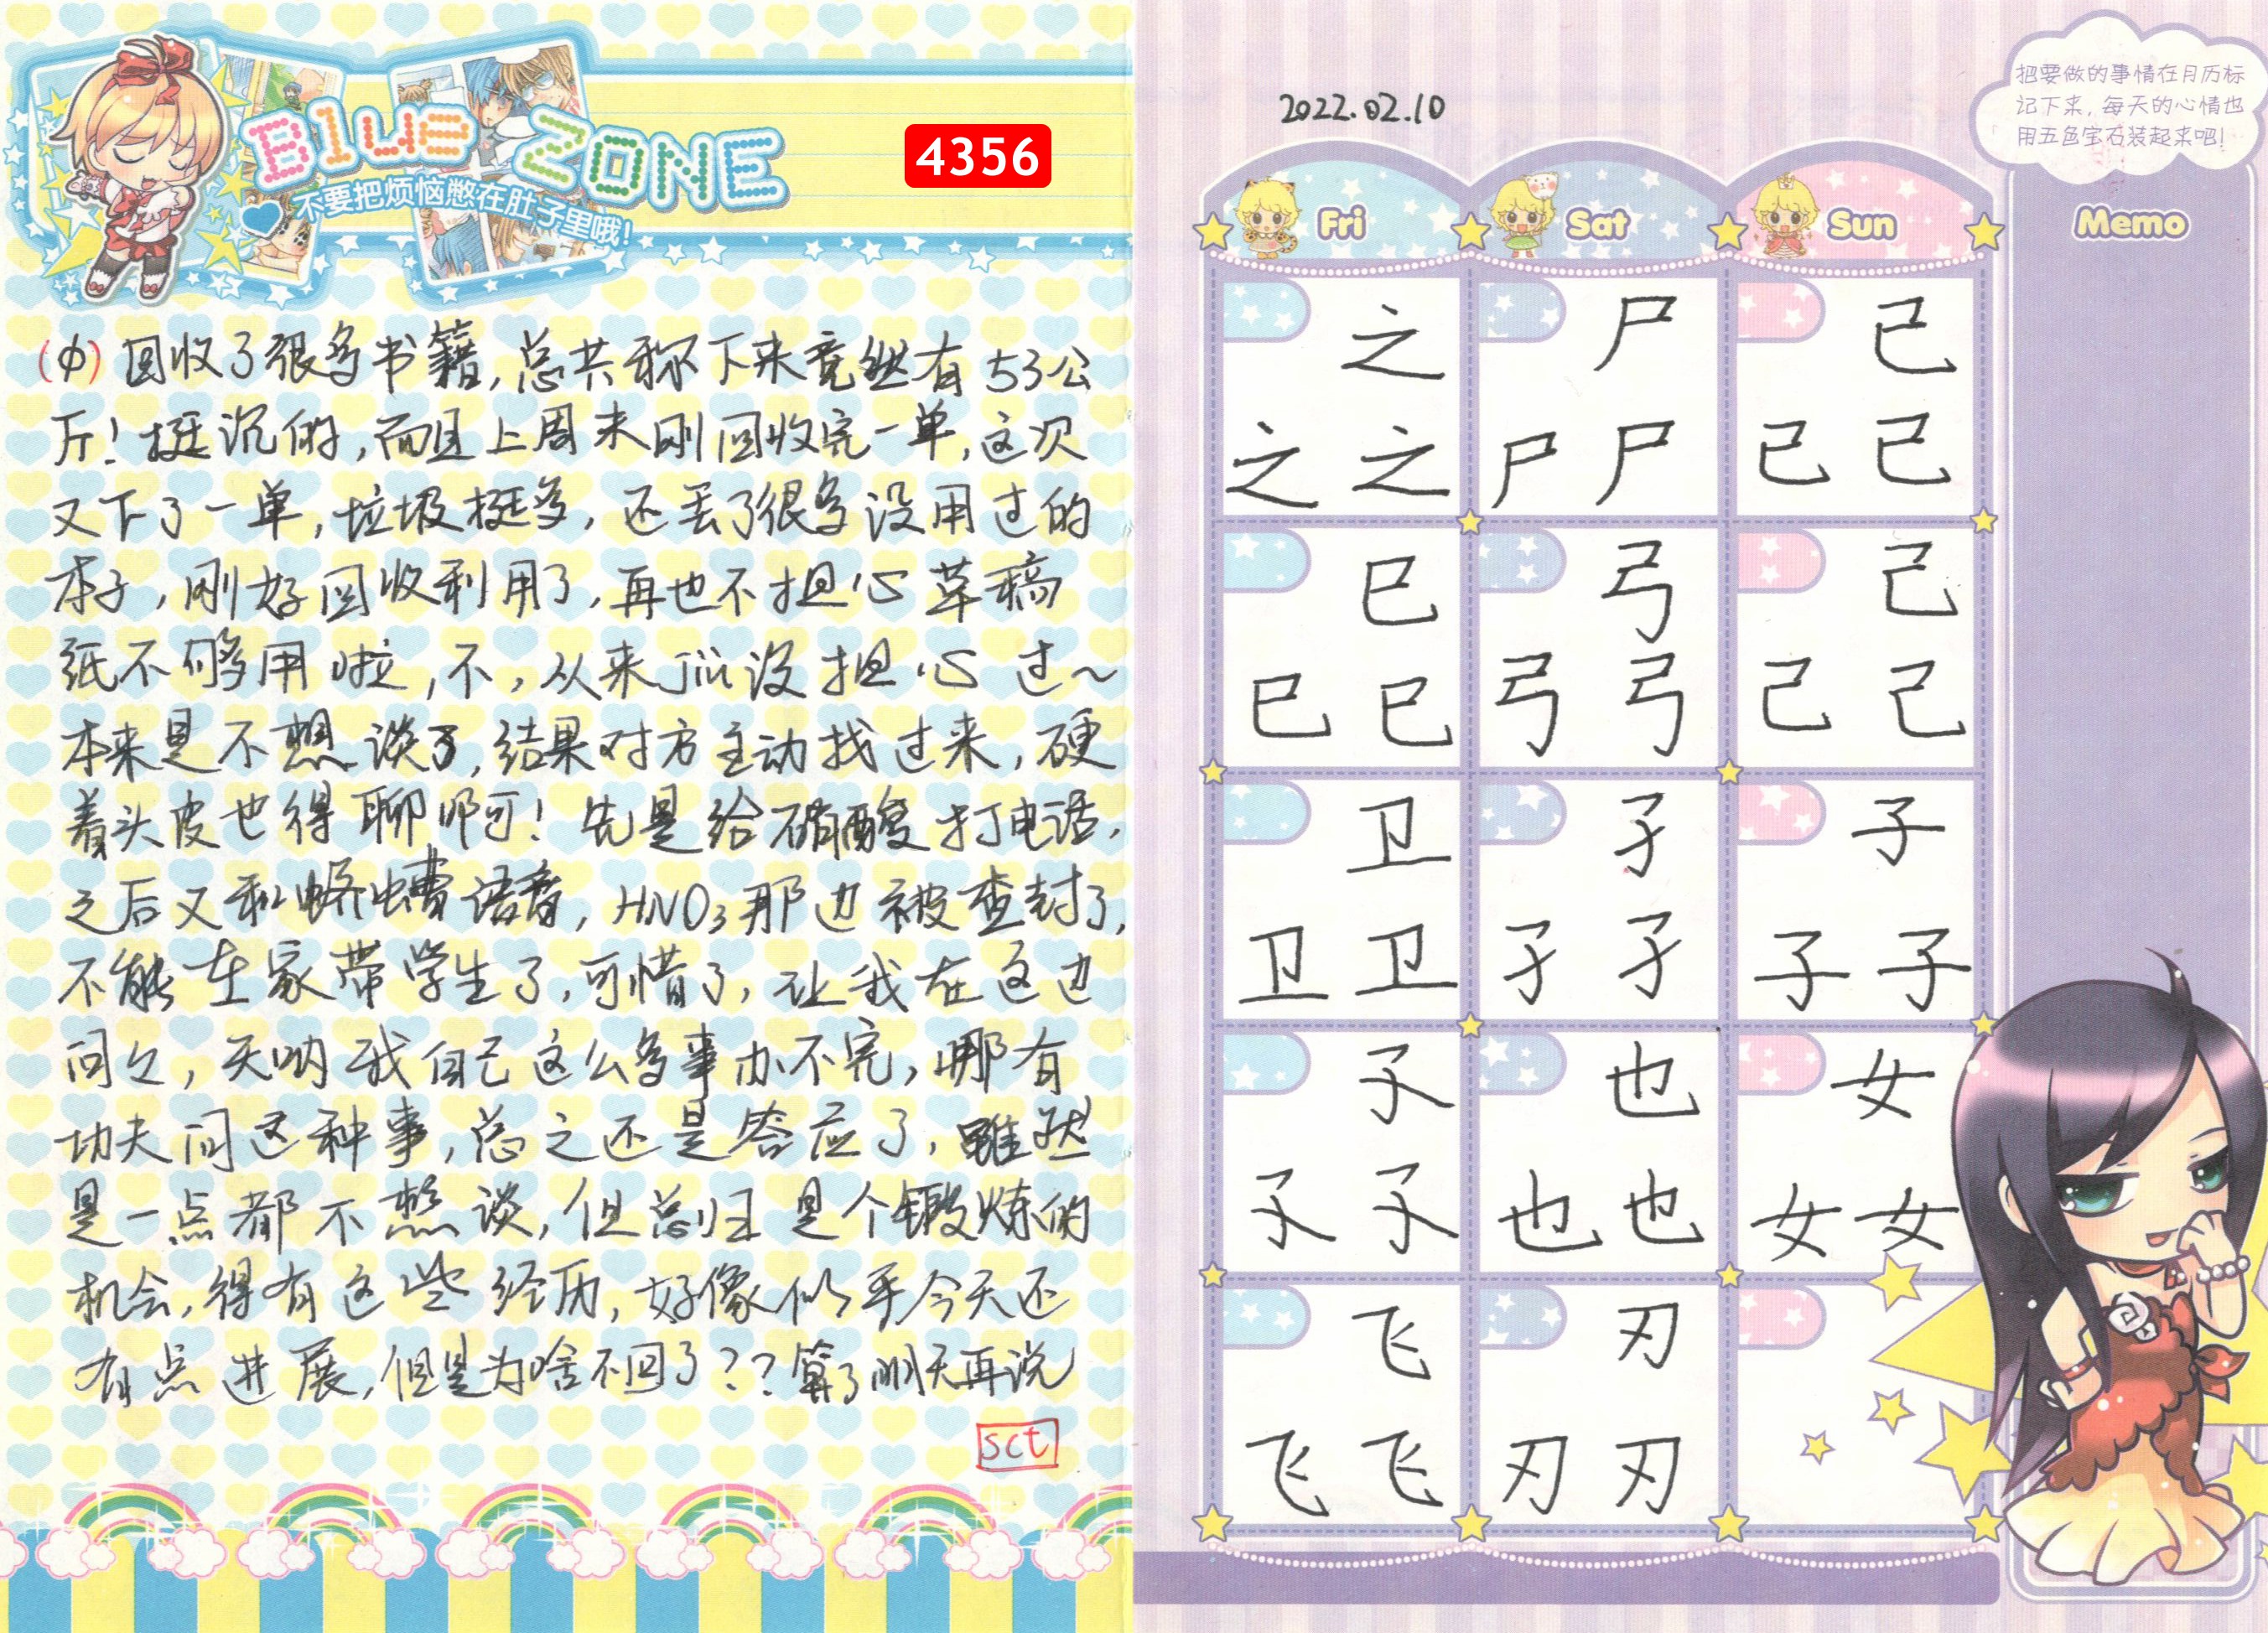 Blue ZONE
不要把烦恼憋在肚子里哦!
4356
(中)回收了很多书籍,总共称下来竟然有53公
斤!挺沉的,而且上周末刚回收完一单,这次
又下了一单,垃圾挺多,还丢了很多没用过的
本子,刚好回收利用了,再也不担心草稿
纸不够用啦,不,从来就没担心过~
本来是不想谈了,结果对方主动找过来,硬
着头皮也得聊啊!先是给硝酸打电话,
之后又和蛴螬语音,HNO3那边被查封了,
不能在家带学生了,可惜了,让我在这边
问问,天呐我自己这么多事办不完,哪有
功夫问这种事,总之还是答应了,虽然
是一点都不想谈,但总归是个锻炼的
机会,得有这些经历,好像似乎今天还
有点进展,但是为啥不回了??算了明天再说
sct
2022.02.10
把要做的事情在月历标
记下来,每天的心情也
用五色宝石装起来吧!
Fri Sat Sun Memo
之 尸 已
之 之 尸 尸 已 已
巳 弓 己
巳 巳 弓 弓 己 己
卫 孑 子
卫 卫 孑 孑 子 子
孓 也 女
孓 孓 也 也 女 女
飞 刃
飞 飞 刃 刃